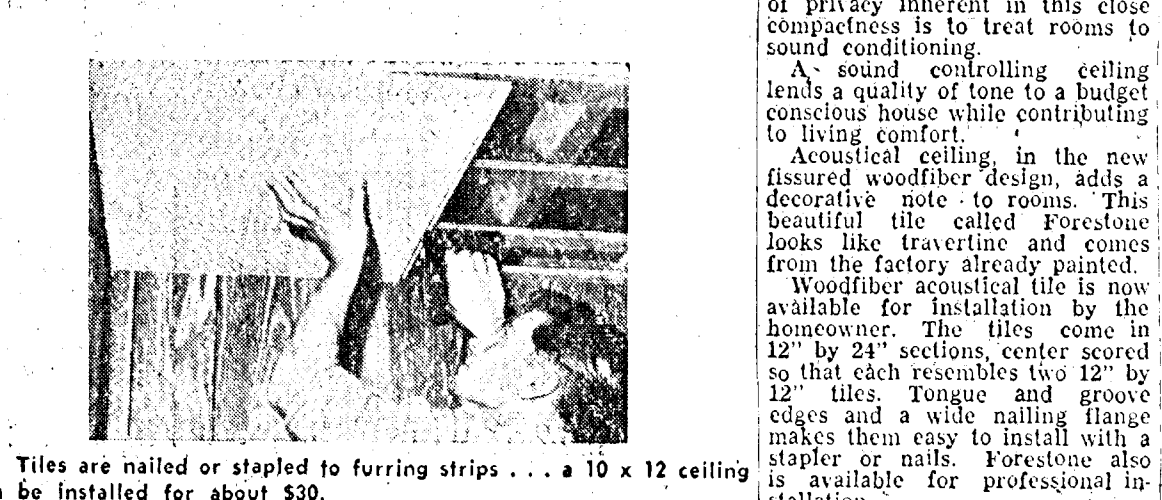 Tiles are nailed or stapled to furring strips . . . a 10 x 12 ceiling
be installed for about $30.
of privacy inherent in this close
compactness is to treat rooms to
sound conditioning.
A sound controlling ceiling
lends a quality of tone to a budget
conscious house while contributing
to living comfort.
Acoustical ceiling, in the new
fissured woodfiber design, adds a
decorative note to rooms. This
beautiful tile called Forestone
looks like travertine and comes
from the factory already painted.
Woodfiber acoustical tile is now
available for installation by the
homeowner. The tiles come in
12" by 24" sections, center scored
so that each resembles two 12" by
12" tiles. Tongue and groove
edges and a wide nailing flange
makes them easy to install with a
stapler or nails. Forestone also
is available for professional in-
stallation.